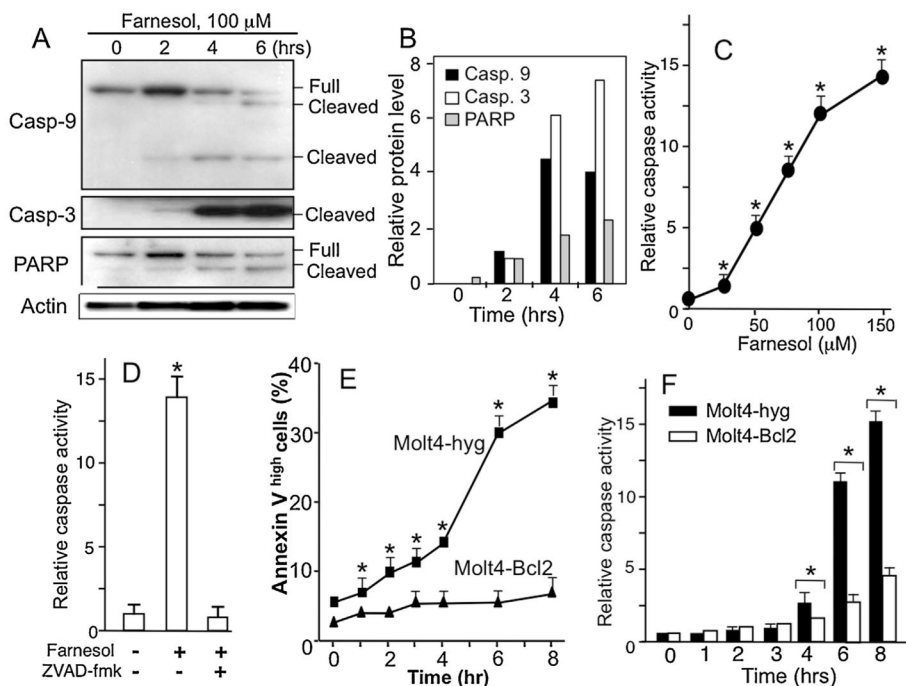 A
Farnesol, 100 µM
0 2 4 6 (hrs)
Casp-9
Full
Cleaved
Cleaved
Casp-3
Cleaved
PARP
Full
Cleaved
Actin
B
Casp. 9
Casp. 3
PARP
Relative protein level
8
6
4
2
0
0 2 4 6
Time (hrs)
C
*
*
*
*
*
*
Relative caspase activity
15
10
5
0
0 50 100 150
Farnesol (µM)
D
*
Relative caspase activity
15
10
5
0
Farnesol - + +
ZVAD-fmk - - +
E
Annexin V high cells (%)
40
30
20
10
0
*
*
*
*
*
*
Molt4-hyg
Molt4-Bcl2
0 2 4 6 8
Time (hr)
F
Molt4-hyg
Molt4-Bcl2
*
*
*
Relative caspase activity
15
10
5
0
0 1 2 3 4 6 8
Time (hrs)